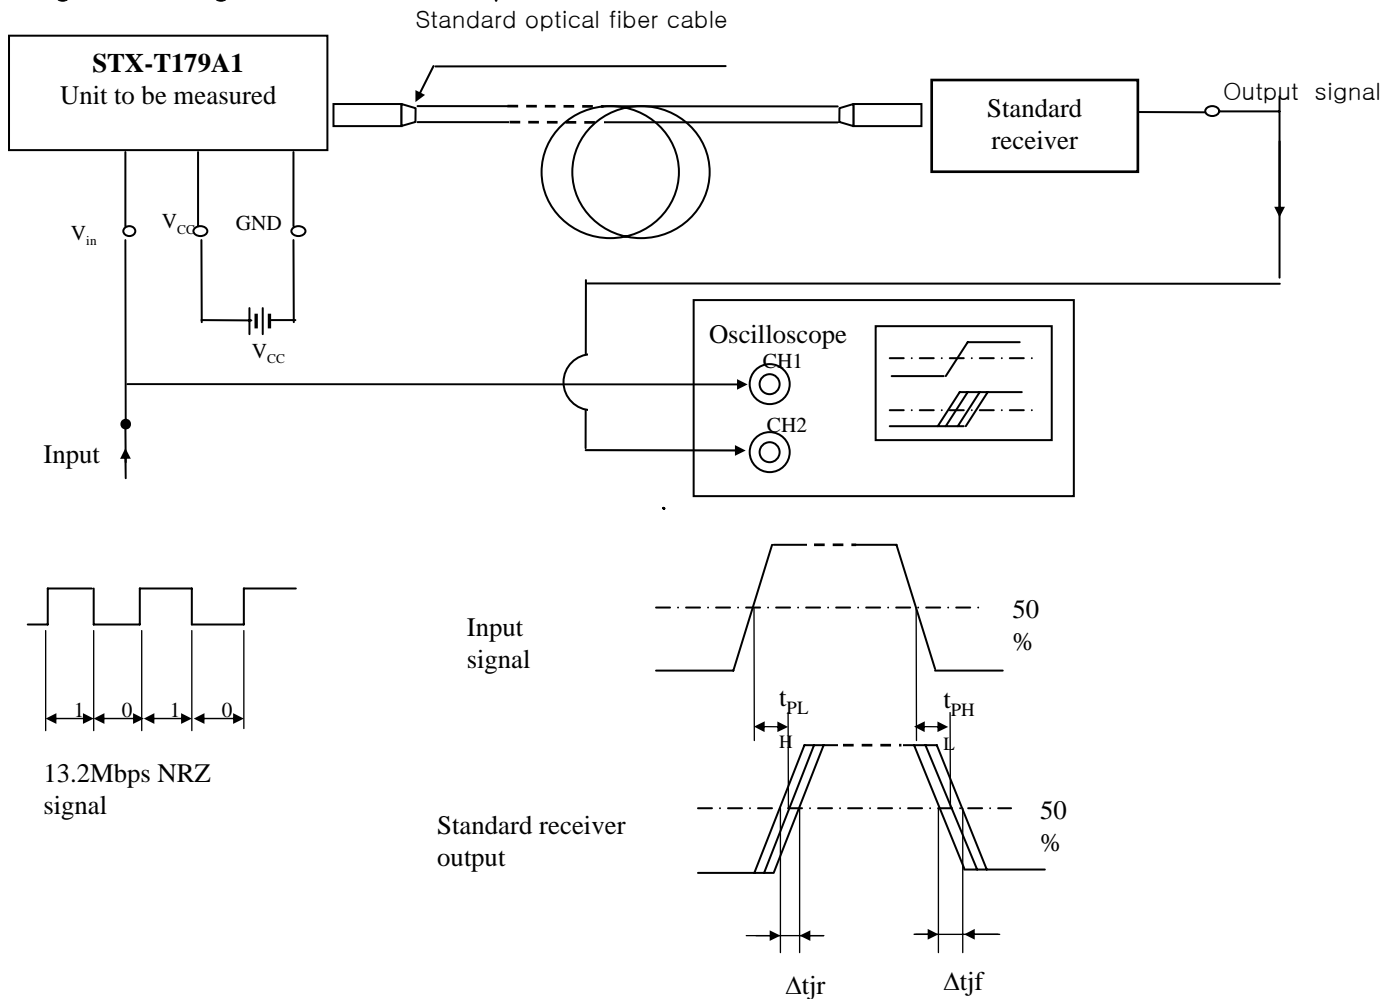 Standard optical fiber cable
STX-T179A1
Unit to be measured
Standard
receiver
Output signal
Vin
VCC
GND
VCC
Oscilloscope
CH1
CH2
Input
1 0 1 0
13.2Mbps NRZ
signal
Input
signal
50
%
tPL
H
tPH
L
Standard receiver
output
50
%
Δtjr
Δtjf